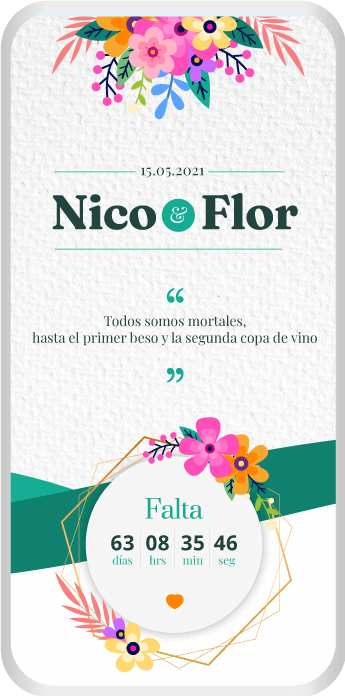 15.05.2021
Nico & Flor
“
Todos somos mortales,
hasta el primer beso y la segunda copa de vino
”
Falta
63 08 35 46
días hrs min seg